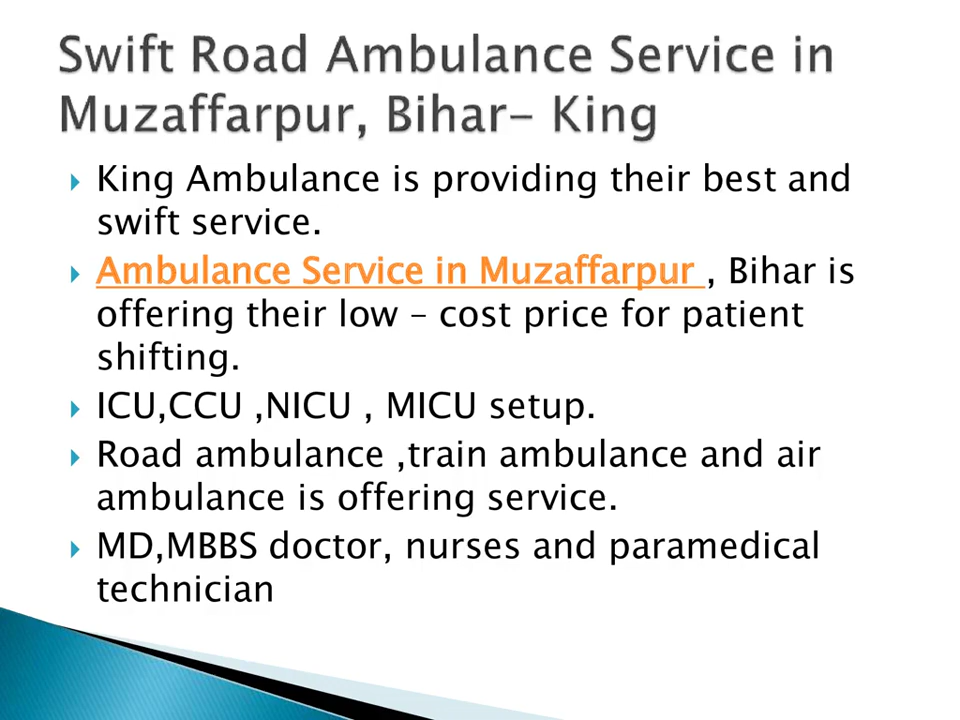 Swift Road Ambulance Service in
Muzaffarpur, Bihar- King
King Ambulance is providing their best and
swift service.
Ambulance Service in Muzaffarpur , Bihar is
offering their low – cost price for patient
shifting.
ICU,CCU ,NICU , MICU setup.
Road ambulance ,train ambulance and air
ambulance is offering service.
MD,MBBS doctor, nurses and paramedical
technician